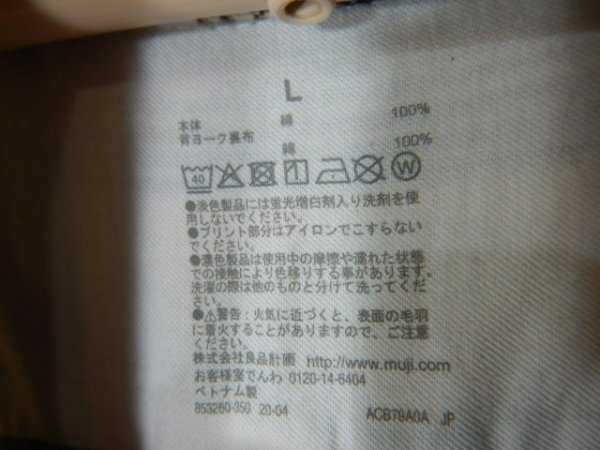 L
本体 綿 100%
背ヨーク裏布 綿 100%
40 W
●淡色製品には蛍光増白剤入り洗剤を使
用しないでください。
●プリント部分はアイロンでこすらない
でください。
●濃色製品は使用中の摩擦や濡れた状態
での接触により色移りする事があります。
洗濯の際は他のものと分けて洗ってくだ
さい。
●⚠警告：火気に近づくと、表面の毛羽
に着火することがありますので、ご注意
ください。
株式会社良品計画 http://www.muji.com
お客様室でんわ 0120-14-6404
ベトナム製
853260-350 20-04 ACB79A0A JP